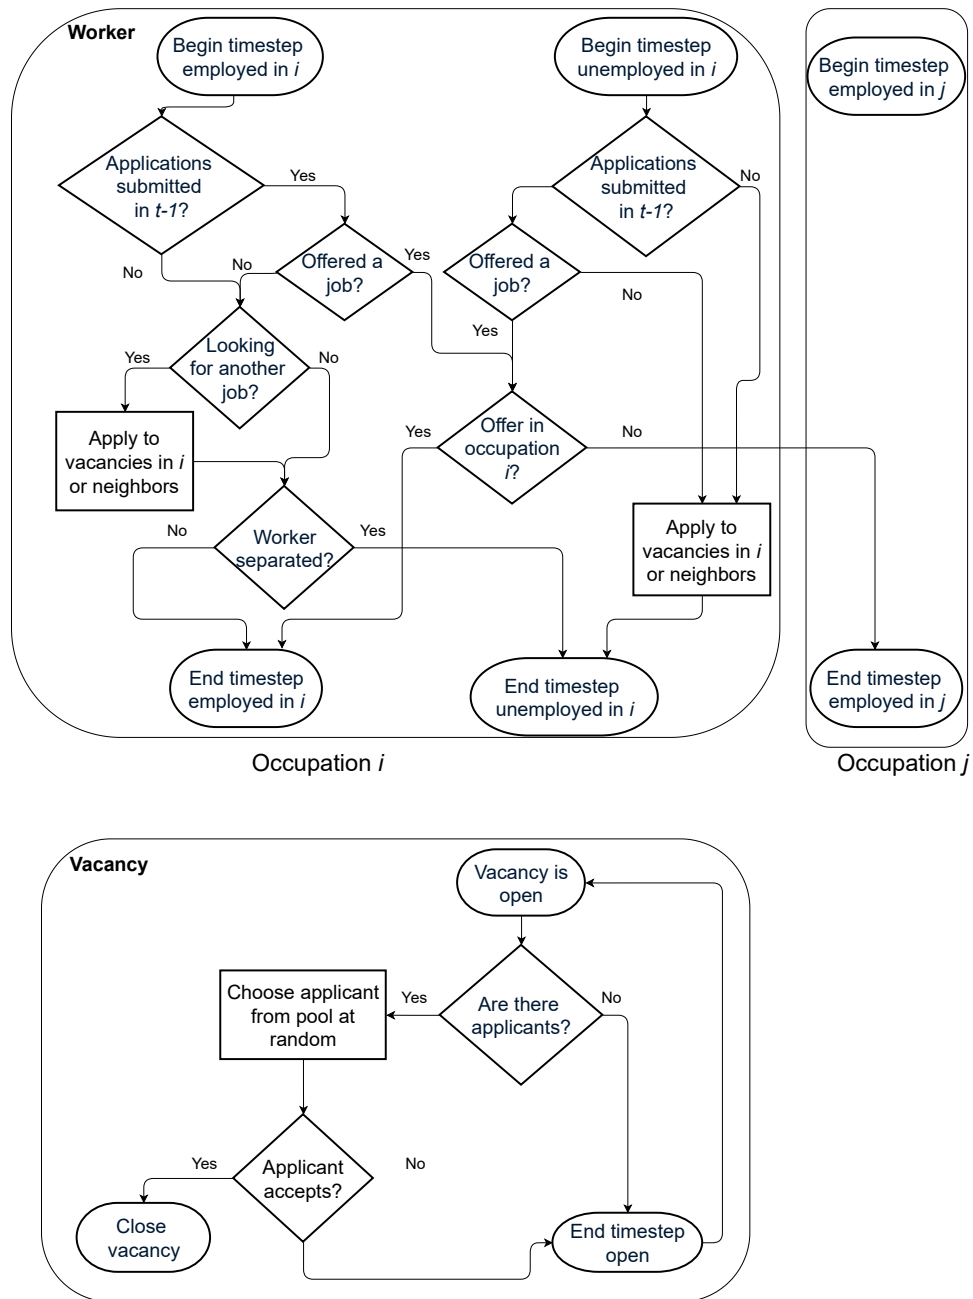 Worker
Begin timestep
employed in i
Begin timestep
unemployed in i
Begin timestep
employed in j
Applications
submitted
in t-1?
Yes
Applications
submitted
in t-1?
No
No
No
Offered a
job?
Yes
Offered a
job?
No
Yes
Looking
for another
job?
Yes
No
Apply to
vacancies in i
or neighbors
Yes
Offer in
occupation
i?
No
No
Worker
separated?
Yes
Apply to
vacancies in i
or neighbors
End timestep
employed in i
End timestep
unemployed in i
End timestep
employed in j
Occupation i
Occupation j
Vacancy
Vacancy is
open
Choose applicant
from pool at
random
Yes
Are there
applicants?
No
Yes
Applicant
accepts?
No
Close
vacancy
End timestep
open